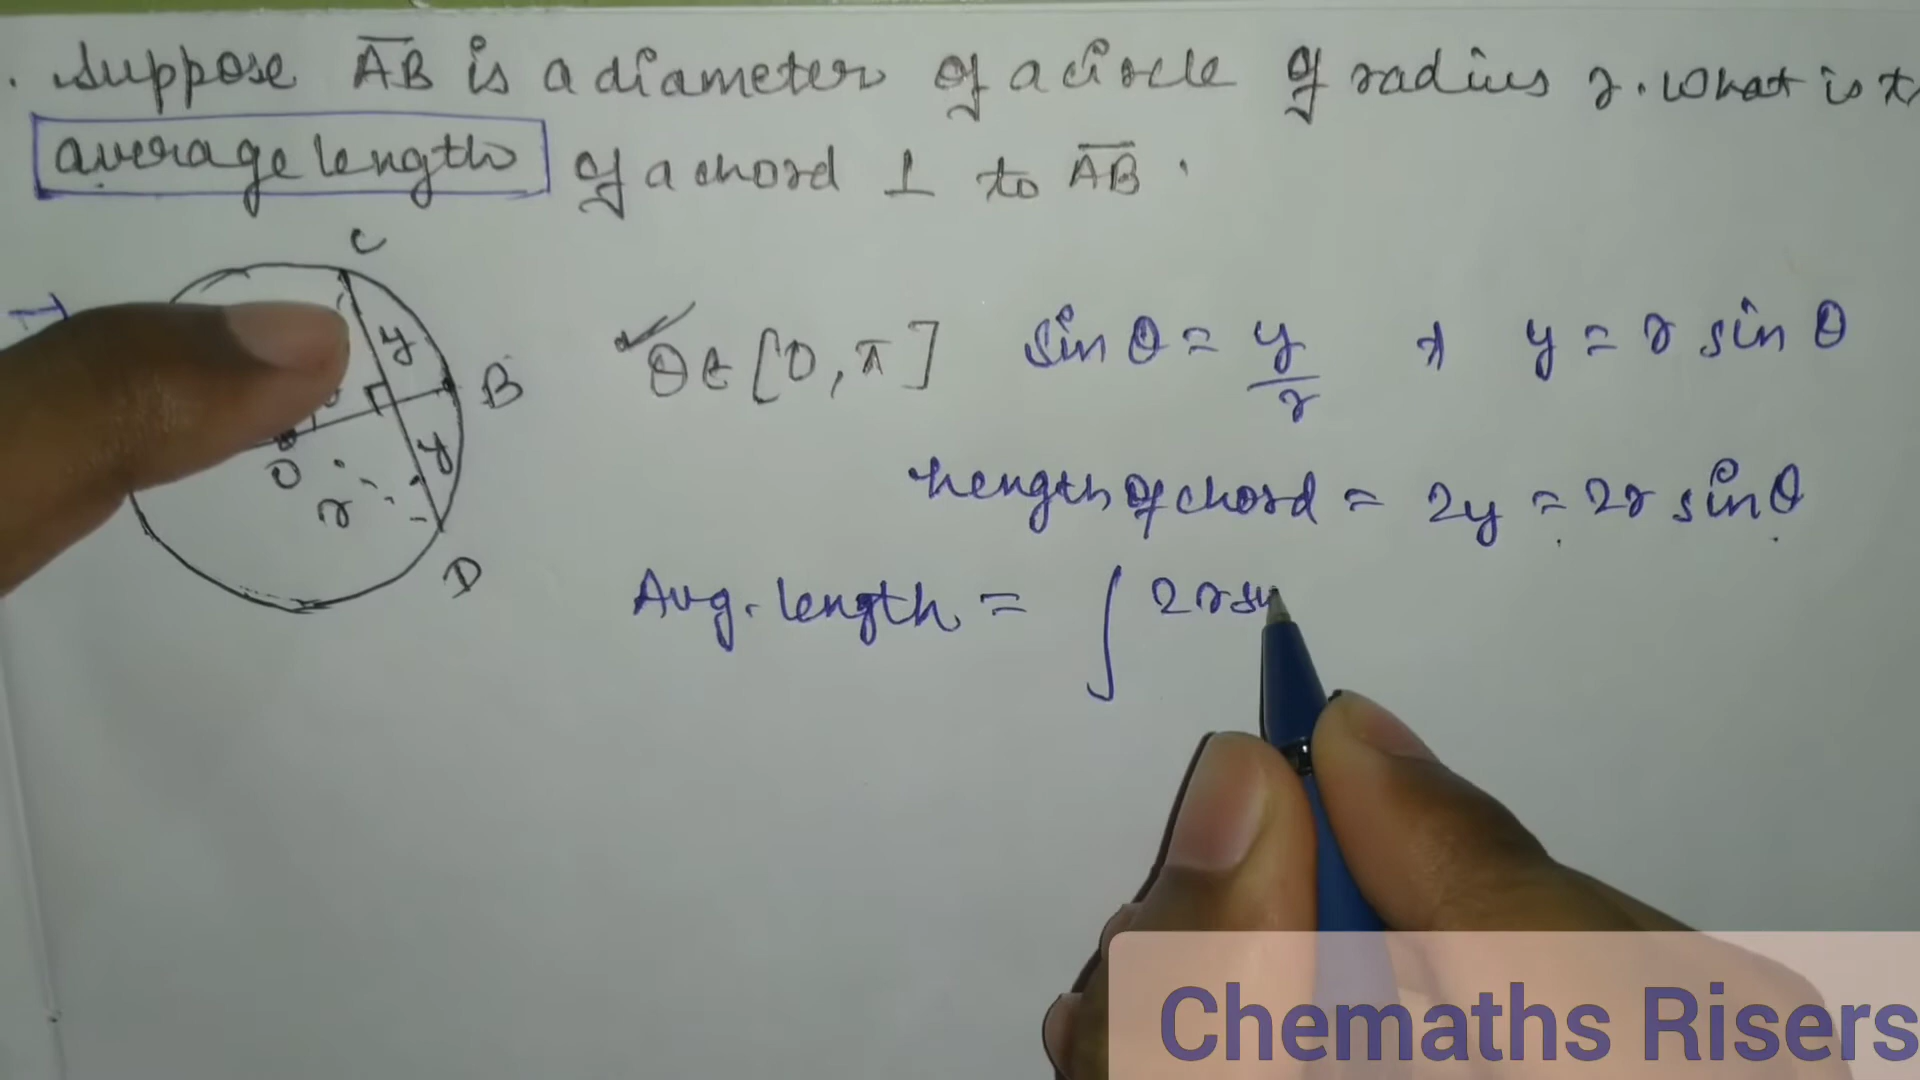 . Suppose AB is a diameter of a circle of radius r. What is
average length of a chord ⊥ to AB.
C
y
B
y
O
r
D
θ ∈ [0, π] sin θ = y/r y = r sin θ
Length of chord = 2y = 2r sin θ
Avg. length = ∫ 2r si
Chemaths Risers